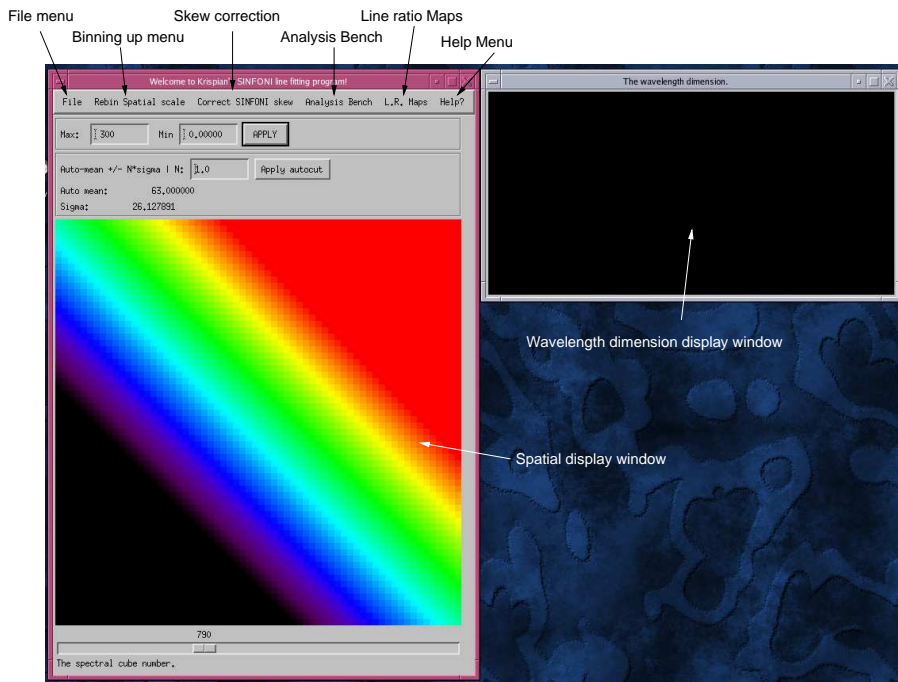 File menu
Skew correction
Line ratio Maps
Binning up menu
Analysis Bench
Help Menu
Welcome to Krispian's SINFONI line fitting program!
The wavelength dimension.
File Rebin Spatial scale Correct SINFONI skew Analysis Bench L.R. Maps Help?
Max: 300 Min 0.00000 APPLY
Auto-mean +/- N*sigma | N: 1.0 Apply autocut
Auto mean: 63.000000
Sigma: 26.127891
Wavelength dimension display window
Spatial display window
790
The spectral cube number.